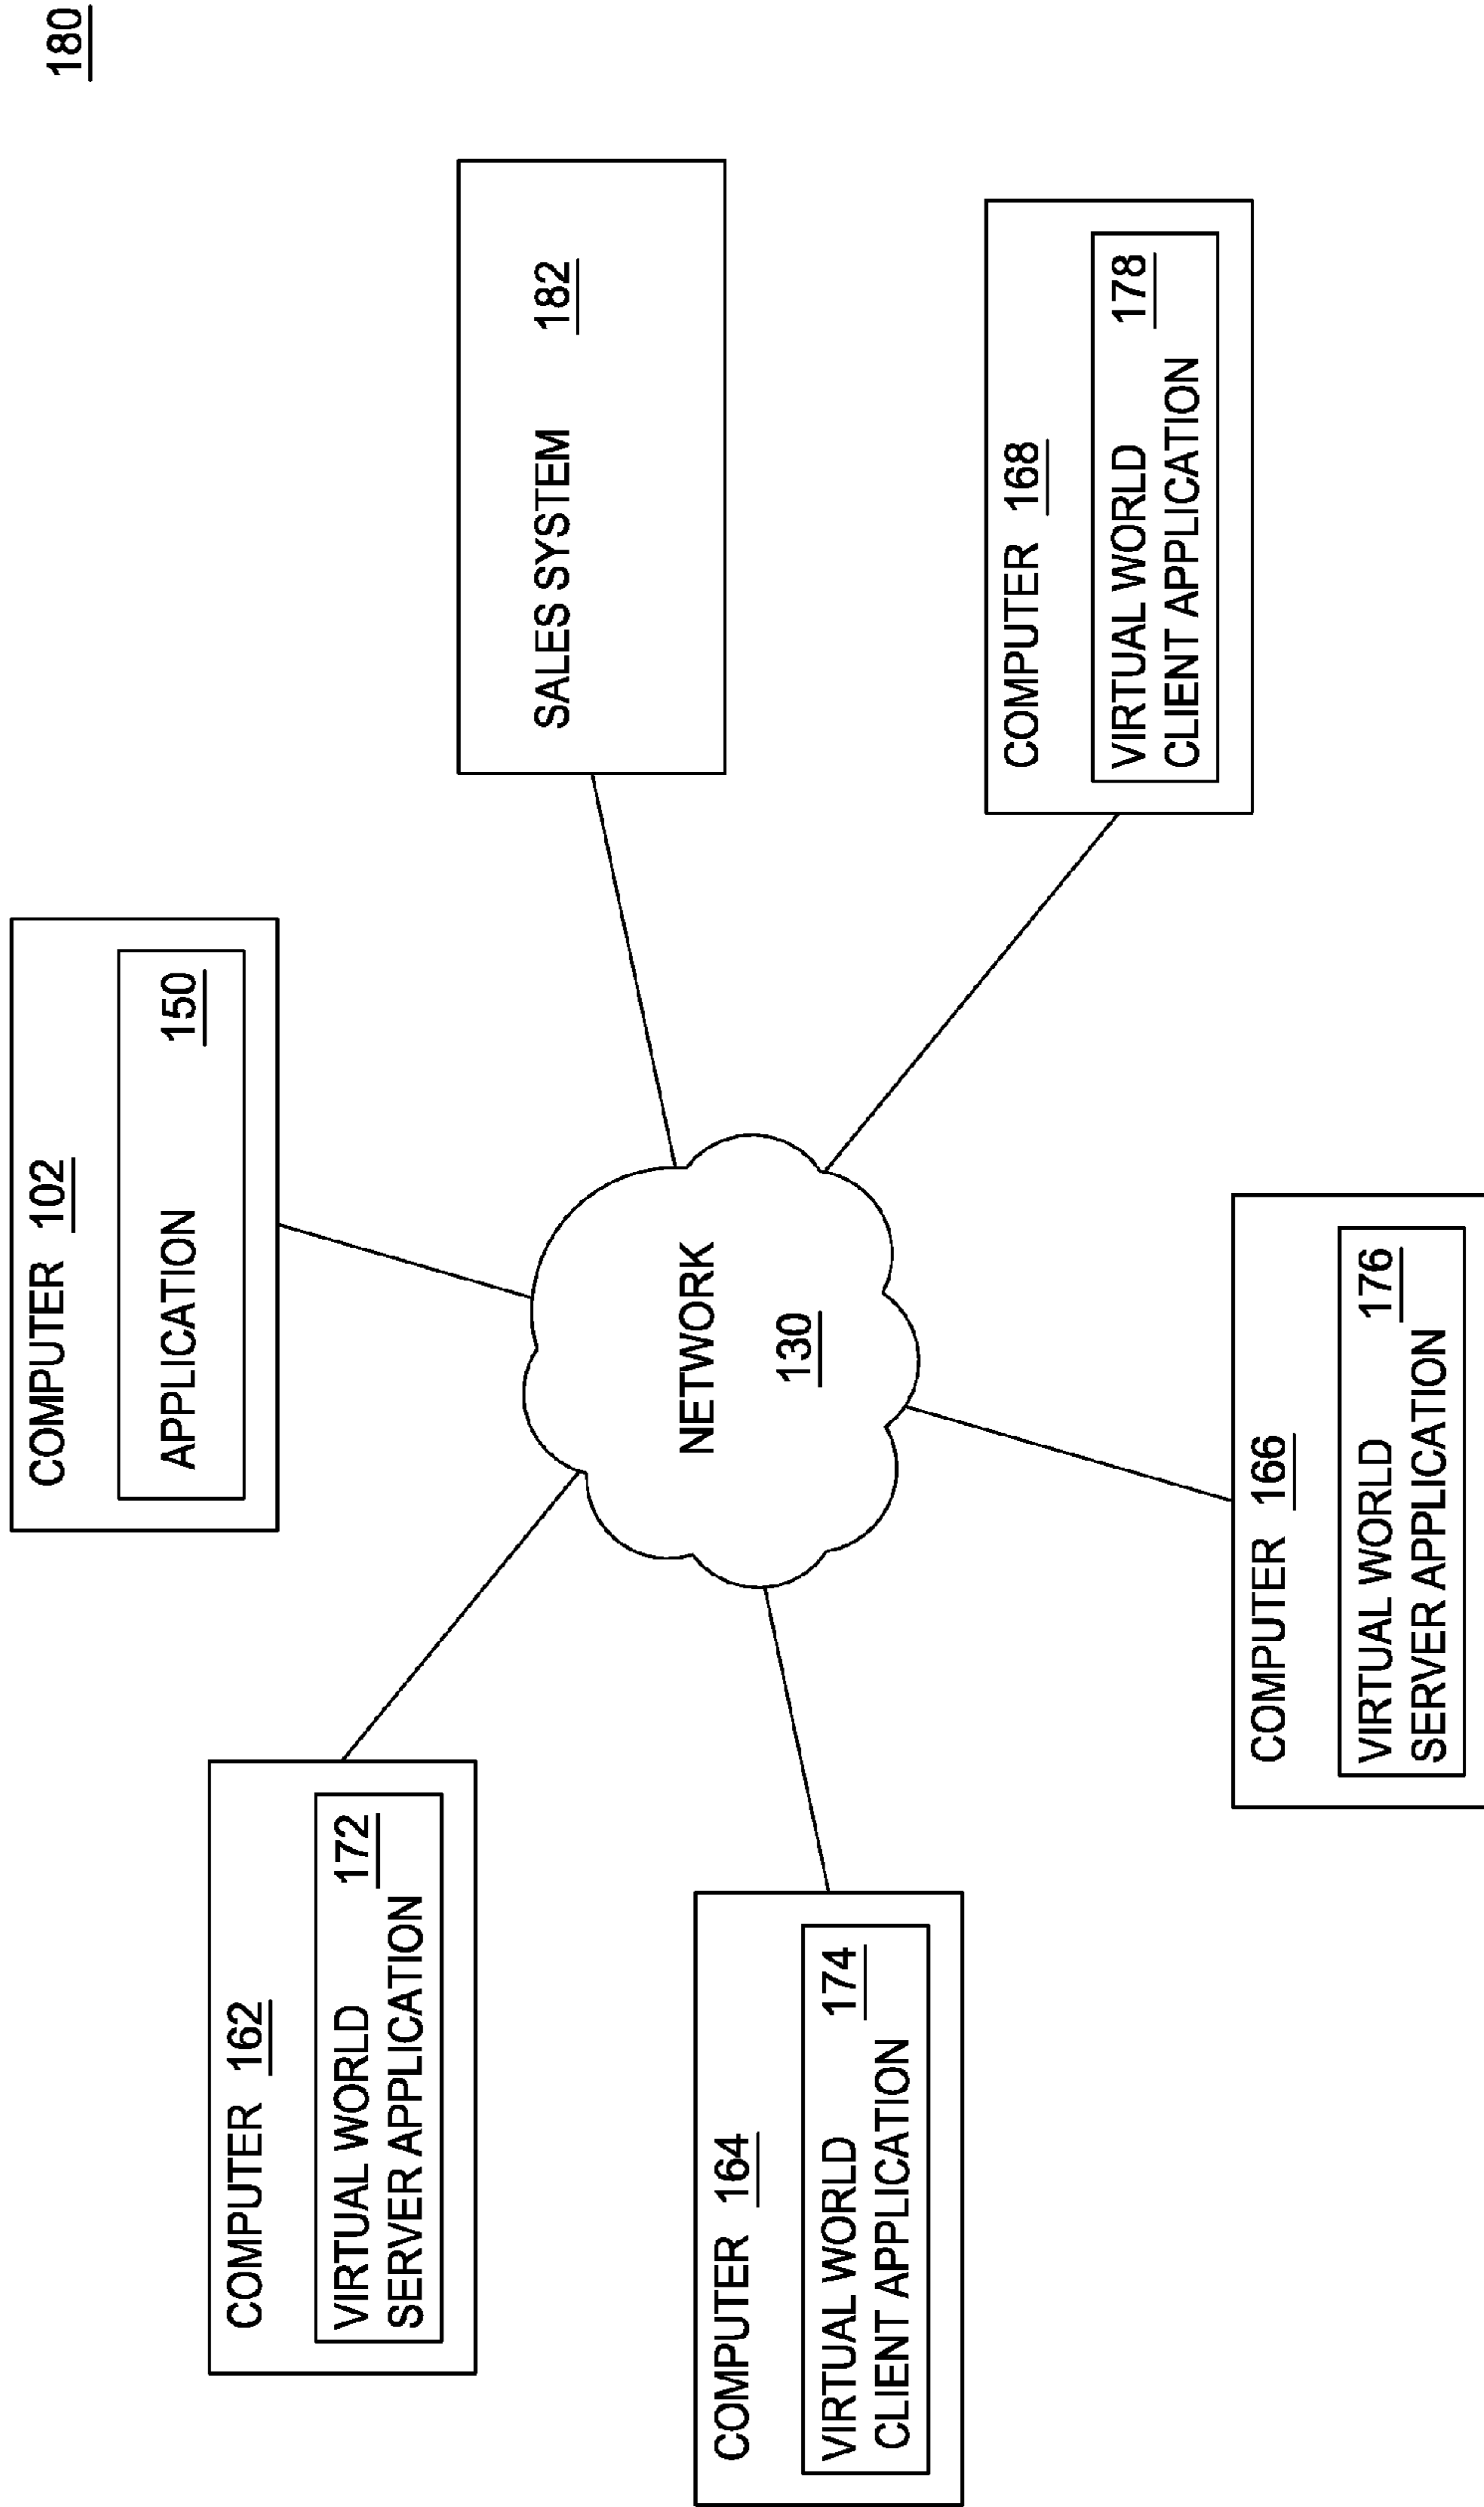 180
COMPUTER 102
APPLICATION 150
COMPUTER 162
VIRTUAL WORLD 172
SERVER APPLICATION
SALES SYSTEM 182
NETWORK
130
COMPUTER 164
VIRTUAL WORLD 174
CLIENT APPLICATION
COMPUTER 168
VIRTUAL WORLD 178
CLIENT APPLICATION
COMPUTER 166
VIRTUAL WORLD 176
SERVER APPLICATION